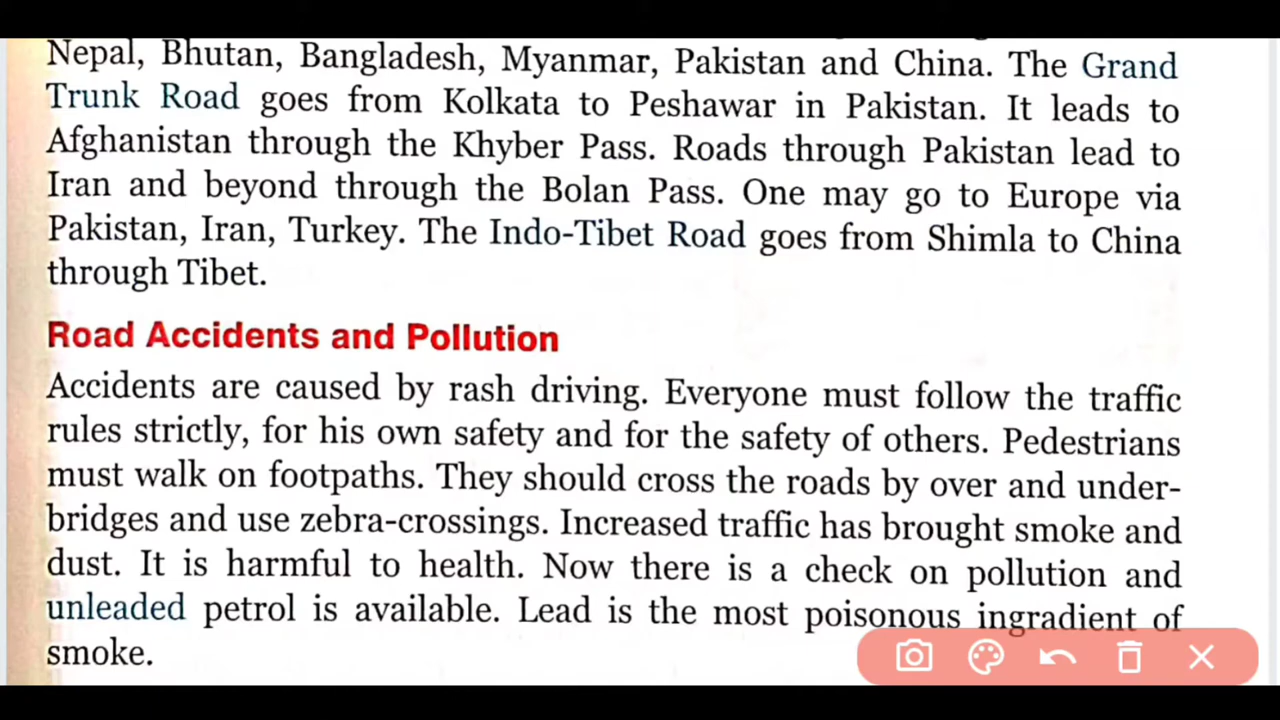 Nepal, Bhutan, Bangladesh, Myanmar, Pakistan and China. The Grand
Trunk Road goes from Kolkata to Peshawar in Pakistan. It leads to
Afghanistan through the Khyber Pass. Roads through Pakistan lead to
Iran and beyond through the Bolan Pass. One may go to Europe via
Pakistan, Iran, Turkey. The Indo-Tibet Road goes from Shimla to China
through Tibet.
Road Accidents and Pollution
Accidents are caused by rash driving. Everyone must follow the traffic
rules strictly, for his own safety and for the safety of others. Pedestrians
must walk on footpaths. They should cross the roads by over and under-
bridges and use zebra-crossings. Increased traffic has brought smoke and
dust. It is harmful to health. Now there is a check on pollution and
unleaded petrol is available. Lead is the most poisonous ingradient of
smoke.